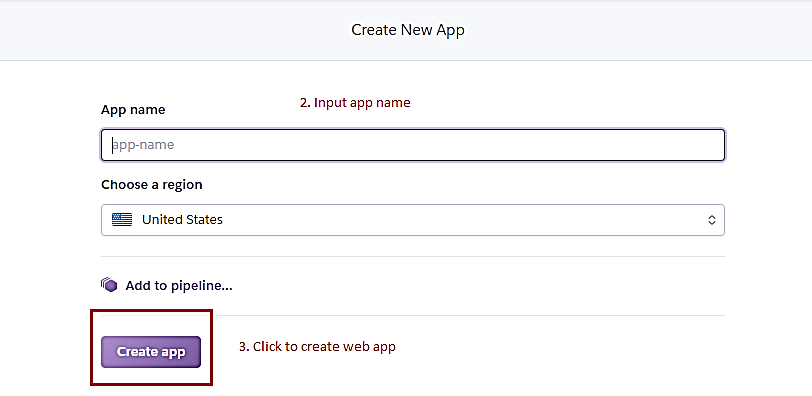 Create New App
App name
2. Input app name
app-name
Choose a region
United States
Add to pipeline...
Create app
3. Click to create web app